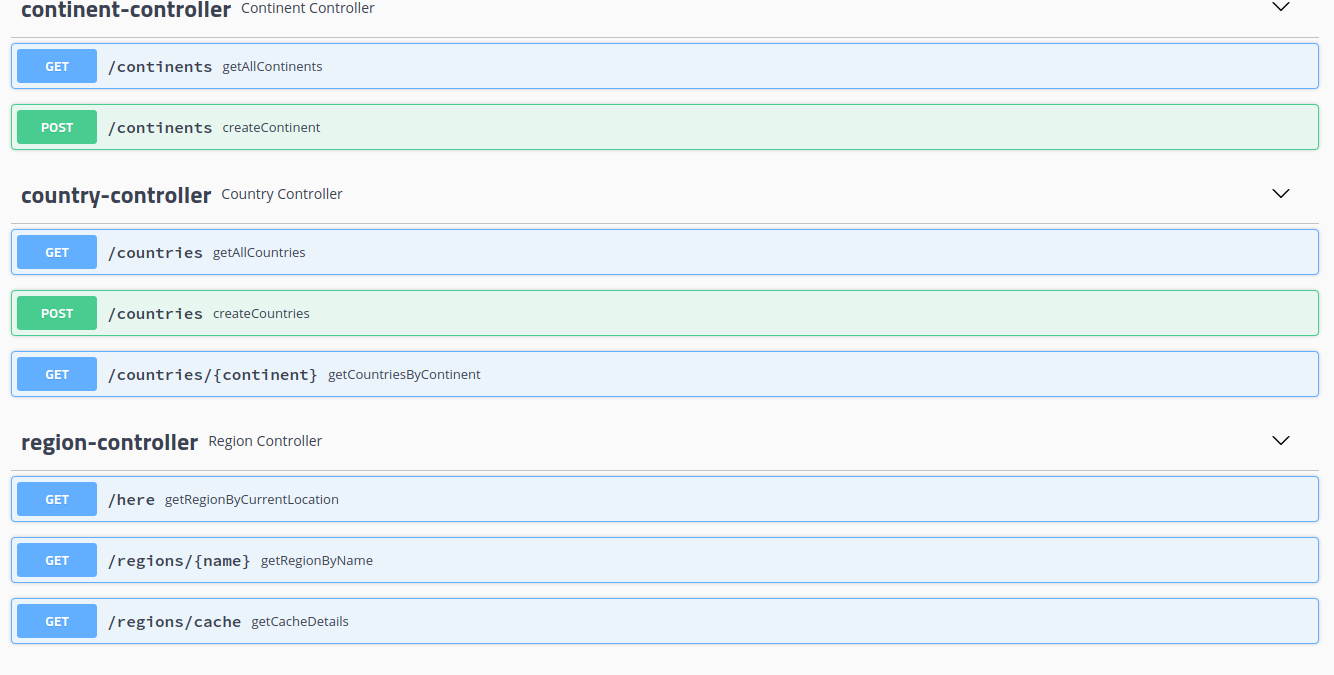 continent-controller Continent Controller
GET /continents getAllContinents
POST /continents createContinent
country-controller Country Controller
GET /countries getAllCountries
POST /countries createCountries
GET /countries/{continent} getCountriesByContinent
region-controller Region Controller
GET /here getRegionByCurrentLocation
GET /regions/{name} getRegionByName
GET /regions/cache getCacheDetails